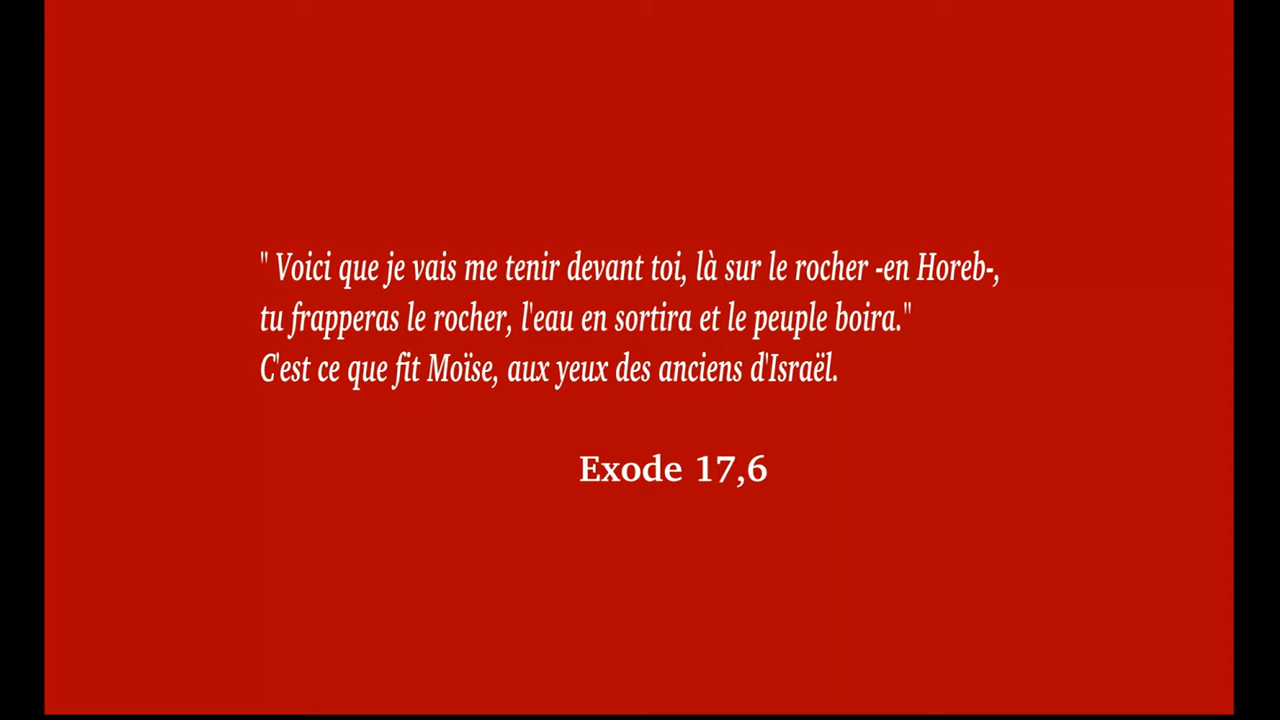 " Voici que je vais me tenir devant toi, là sur le rocher -en Horeb-,
tu frapperas le rocher, l'eau en sortira et le peuple boira."
C'est ce que fit Moïse, aux yeux des anciens d'Israël.
Exode 17,6